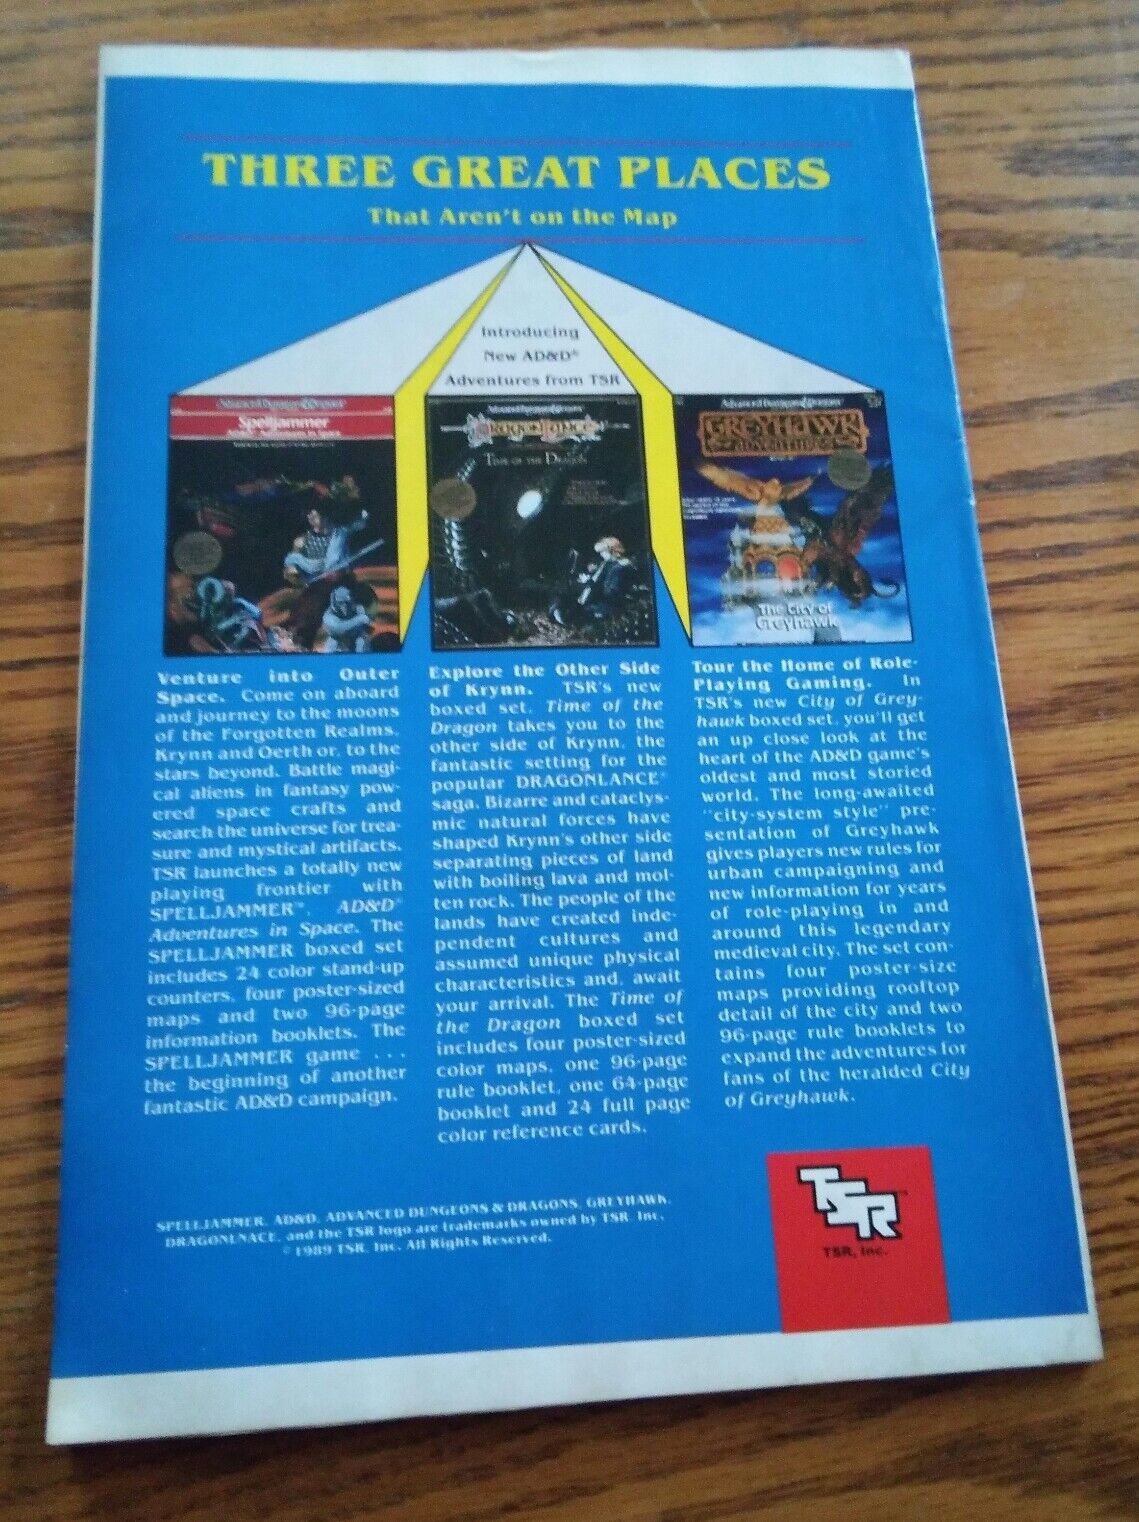 THREE GREAT PLACES
That Aren't on the Map
Introducing
New AD&D®
Adventures from TSR
Advanced Dungeons & Dragons
Spelljammer
Advanced Dungeons & Dragons
DragonLance
Time of the Dragon
Advanced Dungeons & Dragons
GREYHAWK
ADVENTURES
The City of
Greyhawk
Venture into Outer
Space. Come on aboard
and journey to the moons
of the Forgotten Realms,
Krynn and Oerth or, to the
stars beyond. Battle magi-
cal aliens in fantasy pow-
ered space crafts and
search the universe for trea-
sure and mystical artifacts.
TSR launches a totally new
playing frontier with
SPELLJAMMER™, AD&D®
Adventures in Space. The
SPELLJAMMER boxed set
includes 24 color stand-up
counters, four poster-sized
maps and two 96-page
information booklets. The
SPELLJAMMER game . . .
the beginning of another
fantastic AD&D campaign.
Explore the Other Side
of Krynn. TSR's new
boxed set, Time of the
Dragon takes you to the
other side of Krynn, the
fantastic setting for the
popular DRAGONLANCE®
saga. Bizarre and cataclys-
mic natural forces have
shaped Krynn's other side
separating pieces of land
with boiling lava and mol-
ten rock. The people of the
lands have created inde-
pendent cultures and
assumed unique physical
characteristics and, await
your arrival. The Time of
the Dragon boxed set
includes four poster-sized
color maps, one 96-page
rule booklet, one 64-page
booklet and 24 full page
color reference cards.
Tour the Home of Role-
Playing Gaming. In
TSR's new City of Grey-
hawk boxed set, you'll get
an up close look at the
heart of the AD&D game's
oldest and most storied
world. The long-awaited
"city-system style" pre-
sentation of Greyhawk
gives players new rules for
urban campaigning and
new information for years
of role-playing in and
around this legendary
medieval city. The set con-
tains four poster-size
maps providing rooftop
detail of the city and two
96-page rule booklets to
expand the adventures for
fans of the heralded City
of Greyhawk.
SPELLJAMMER, AD&D, ADVANCED DUNGEONS & DRAGONS, GREYHAWK,
DRAGONLNACE, and the TSR logo are trademarks owned by TSR, Inc.
© 1989 TSR, Inc. All Rights Reserved.
TSR™
TSR, Inc.